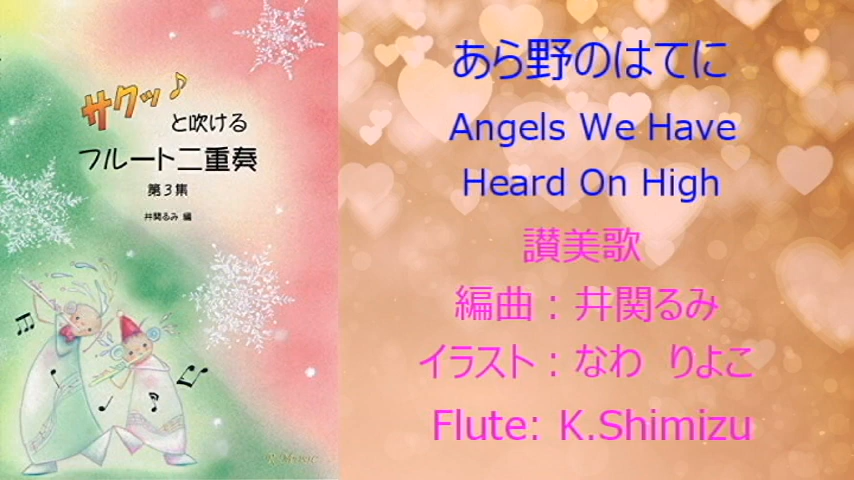 サクッ♪
と吹ける
フルート二重奏
第3集
井関るみ 編
あら野のはてに
Angels We Have
Heard On High
讃美歌
編曲：井関るみ
イラスト：なわ りよこ
Flute: K.Shimizu